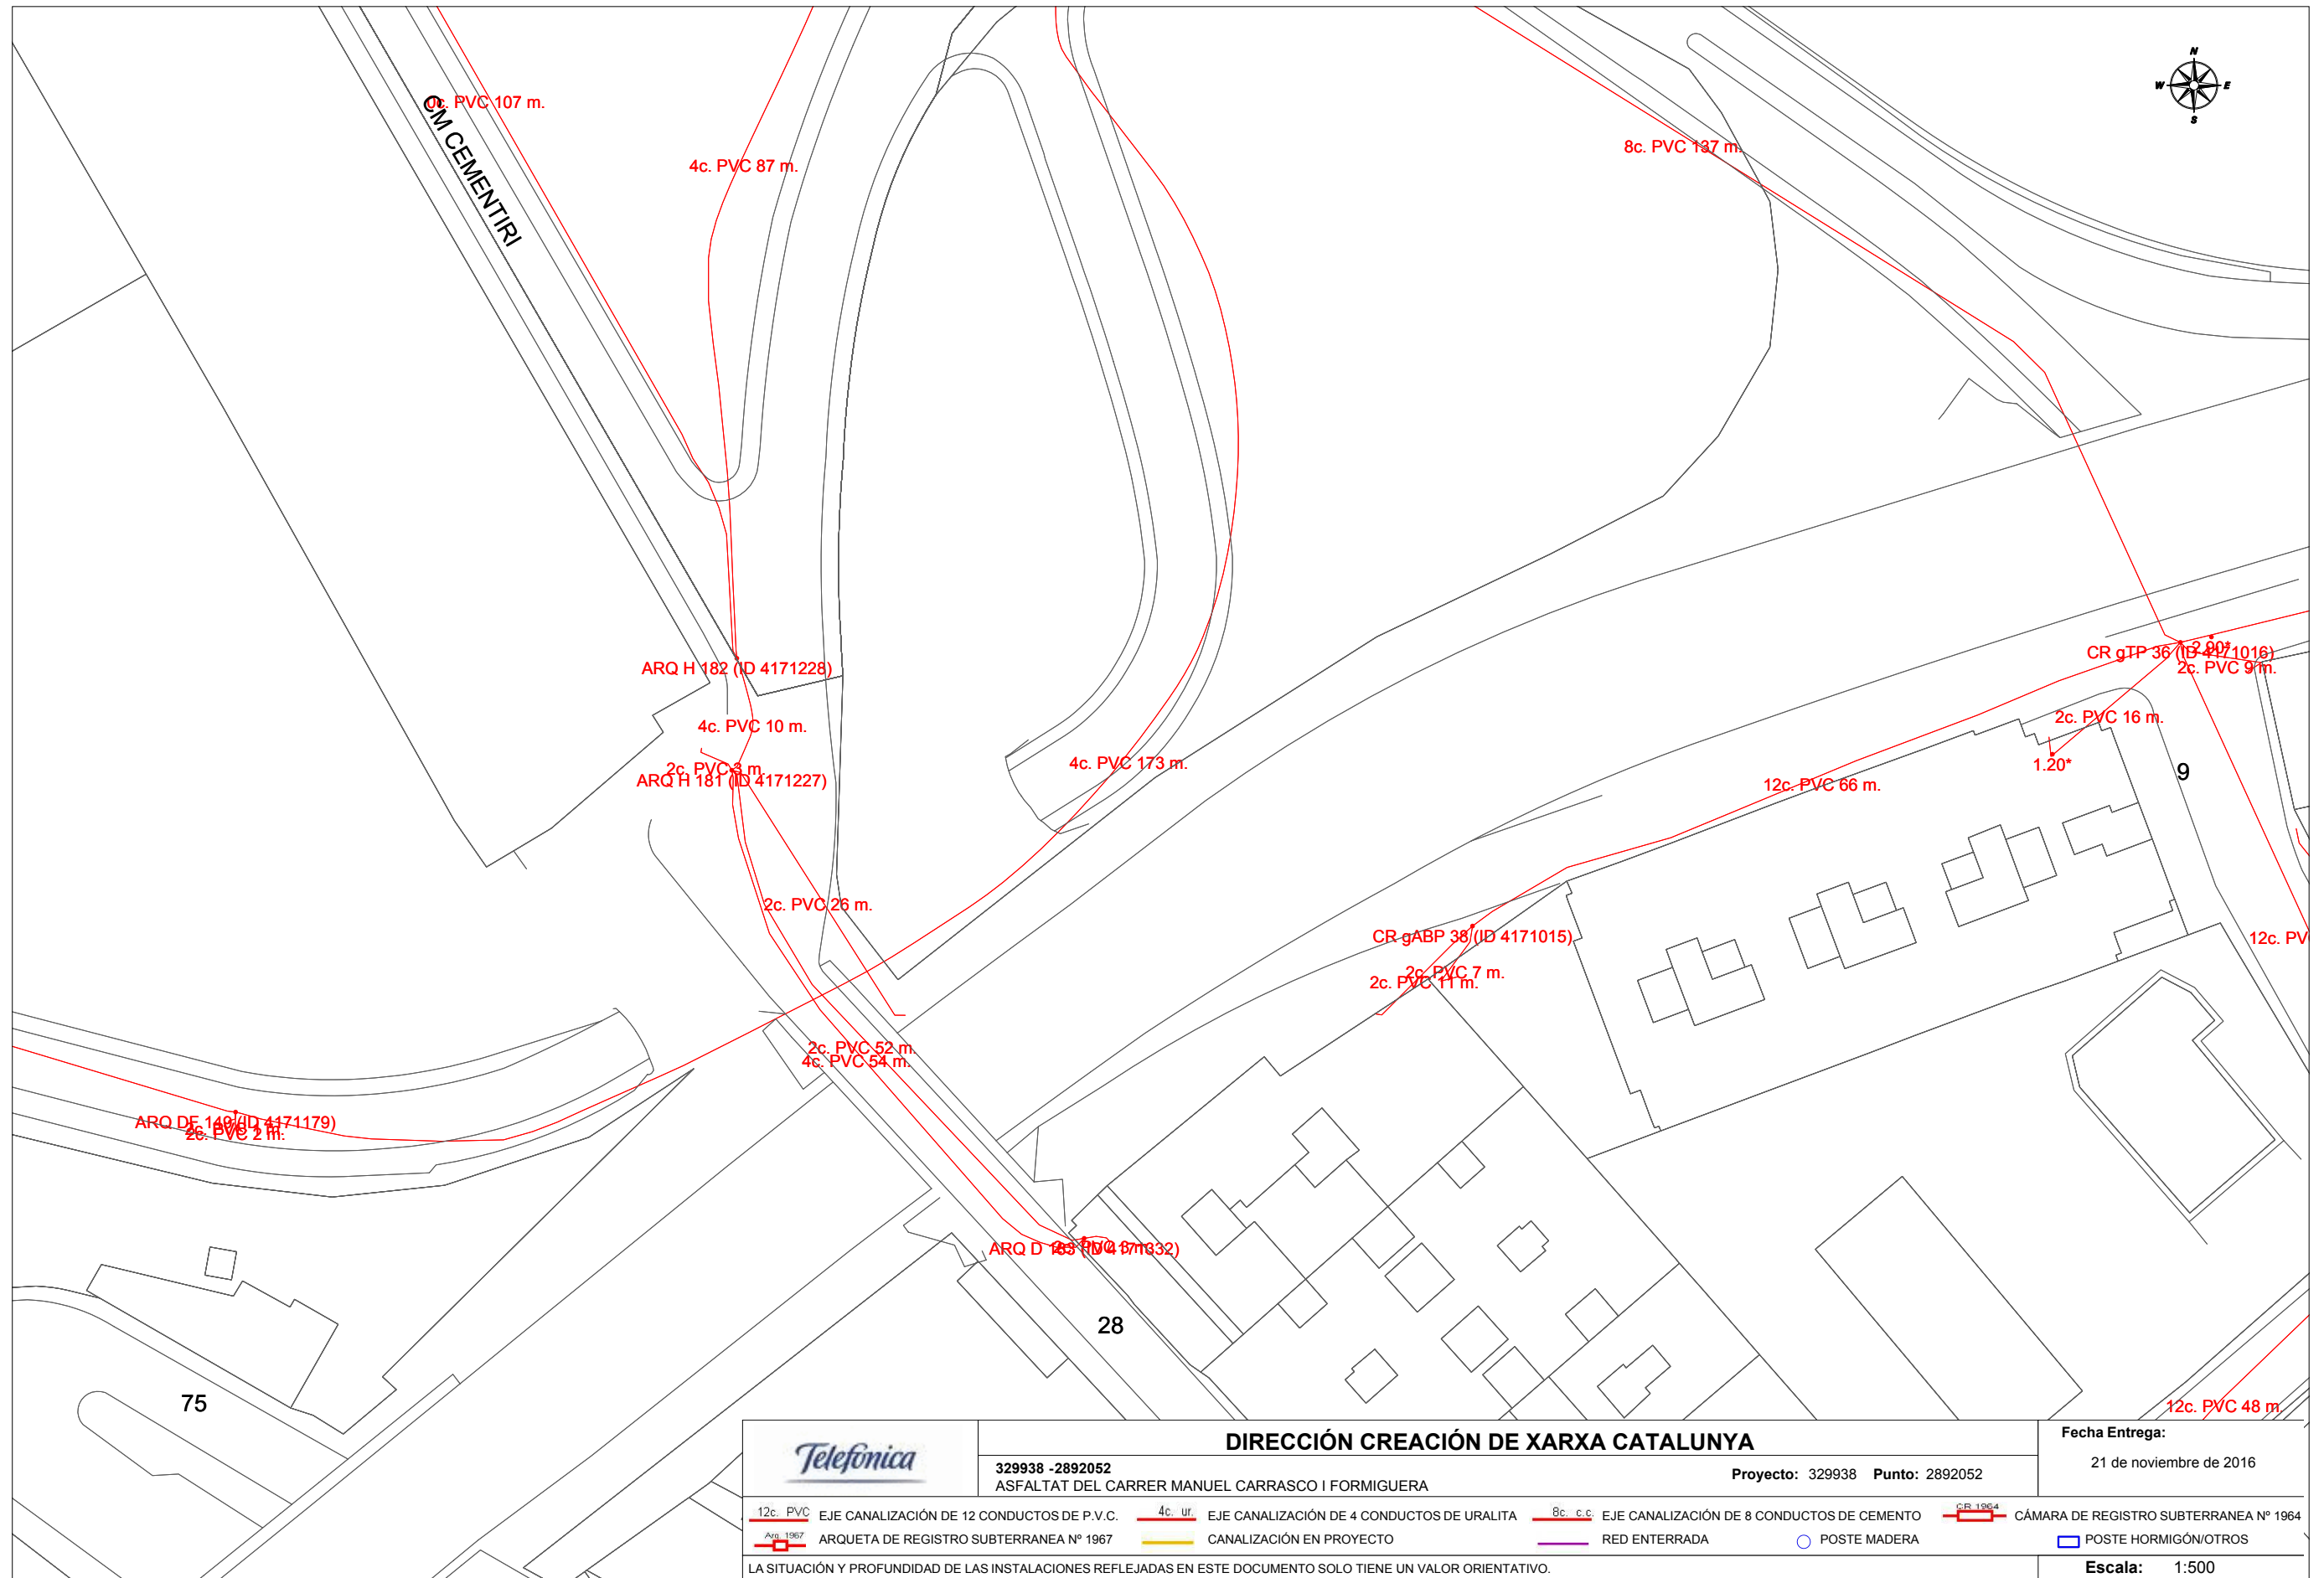 N
W
E
S
0c. PVC 107 m.
CM CEMENTIRI
4c. PVC 87 m.
8c. PVC 137 m.
ARQ H 182 (ID 4171228)
4c. PVC 10 m.
2c. PVC 3 m.
ARQ H 181 (ID 4171227)
4c. PVC 173 m.
2.90*
CR gTP 36 (ID 4171016)
2c. PVC 9 m.
2c. PVC 16 m.
1.20*
9
12c. PVC 66 m.
2c. PVC 26 m.
CR gABP 38 (ID 4171015)
2c. PVC 7 m.
2c. PVC 11 m.
12c. PV
2c. PVC 52 m.
4c. PVC 54 m.
ARQ DF 149 (ID 4171179)
2c. PVC 2 m.
ARQ D 183 (ID 4171332)
28
75
12c. PVC 48 m.
Telefónica
DIRECCIÓN CREACIÓN DE XARXA CATALUNYA
329938 -2892052
ASFALTAT DEL CARRER MANUEL CARRASCO I FORMIGUERA
Proyecto: 329938 Punto: 2892052
Fecha Entrega:
21 de noviembre de 2016
12c. PVC EJE CANALIZACIÓN DE 12 CONDUCTOS DE P.V.C.
4c. ur. EJE CANALIZACIÓN DE 4 CONDUCTOS DE URALITA
8c. c.c. EJE CANALIZACIÓN DE 8 CONDUCTOS DE CEMENTO
CR 1964 CÁMARA DE REGISTRO SUBTERRANEA Nº 1964
Arq. 1967 ARQUETA DE REGISTRO SUBTERRANEA Nº 1967
CANALIZACIÓN EN PROYECTO
RED ENTERRADA
POSTE MADERA
POSTE HORMIGÓN/OTROS
LA SITUACIÓN Y PROFUNDIDAD DE LAS INSTALACIONES REFLEJADAS EN ESTE DOCUMENTO SOLO TIENE UN VALOR ORIENTATIVO.
Escala: 1:500